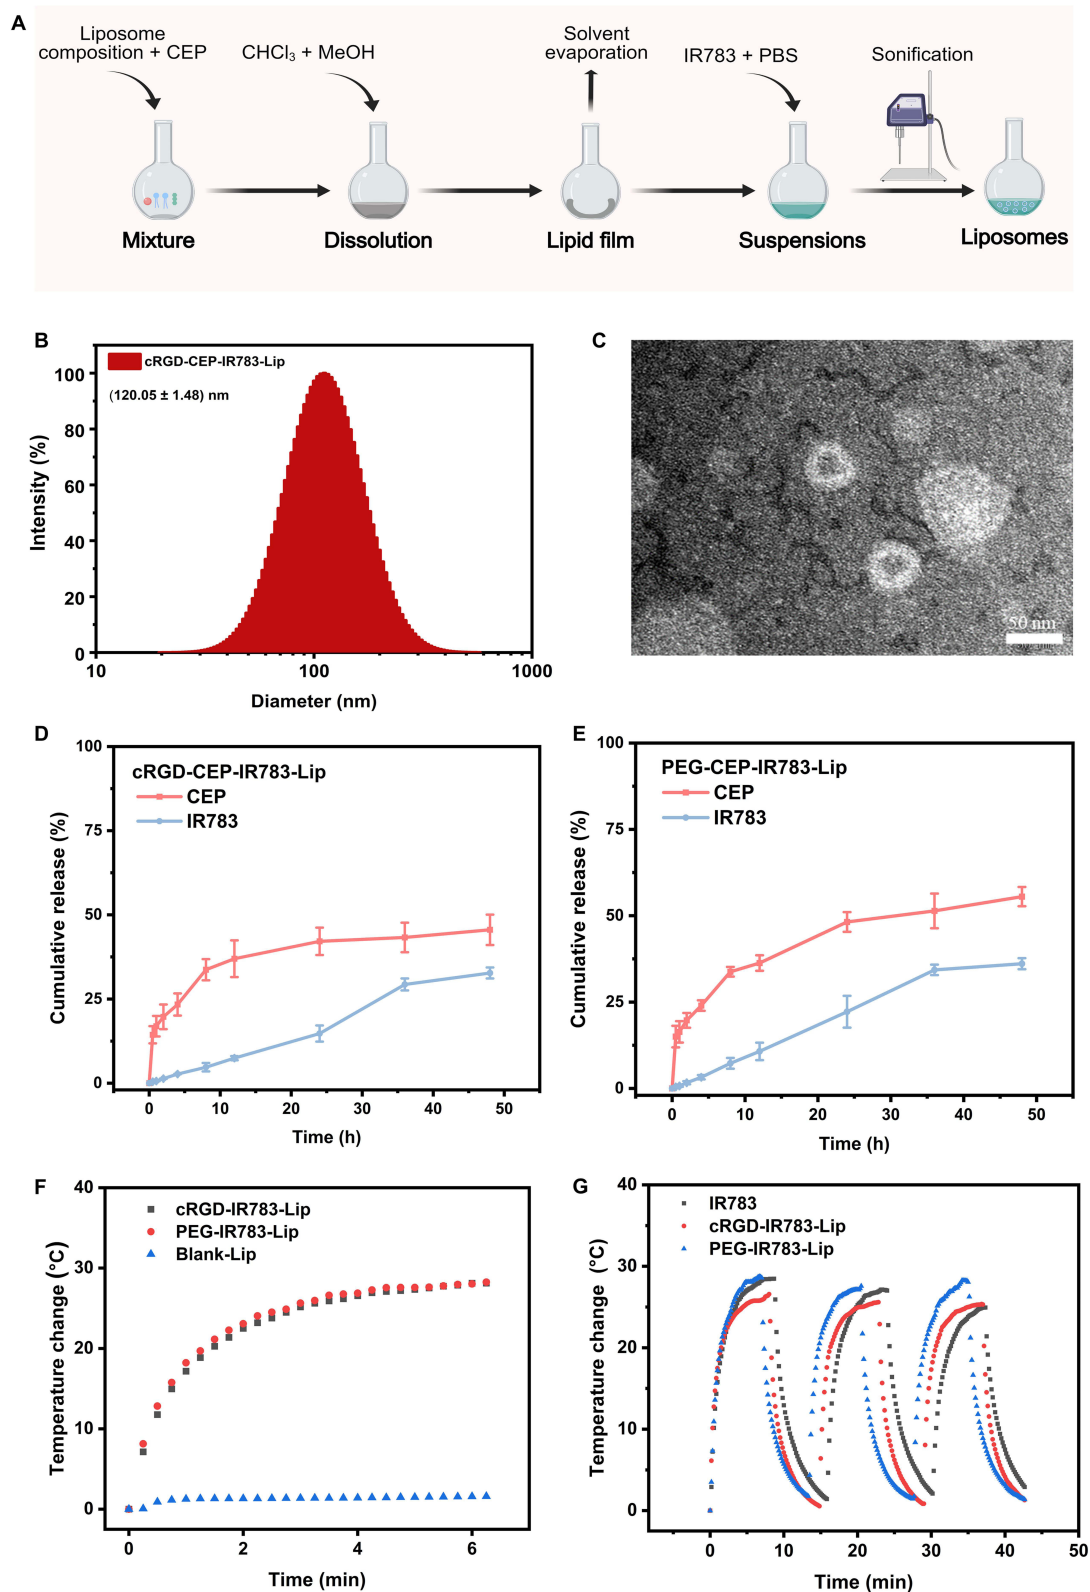 A
Liposome
composition + CEP
CHCl₃ + MeOH
Solvent
evaporation
IR783 + PBS
Sonification
Mixture
Dissolution
Lipid film
Suspensions
Liposomes
B
cRGD-CEP-IR783-Lip
(120.05 ± 1.48) nm
100
80
60
40
20
0
Intensity (%)
10
100
1000
Diameter (nm)
C
50 nm
D
cRGD-CEP-IR783-Lip
CEP
IR783
100
75
50
25
0
Cumulative release (%)
0
10
20
30
40
50
Time (h)
E
PEG-CEP-IR783-Lip
CEP
IR783
100
75
50
25
0
Cumulative release (%)
0
10
20
30
40
50
Time (h)
F
cRGD-IR783-Lip
PEG-IR783-Lip
Blank-Lip
40
30
20
10
0
Temperature change (°C)
0
2
4
6
Time (min)
G
IR783
cRGD-IR783-Lip
PEG-IR783-Lip
40
30
20
10
0
Temperature change (°C)
0
10
20
30
40
50
Time (min)